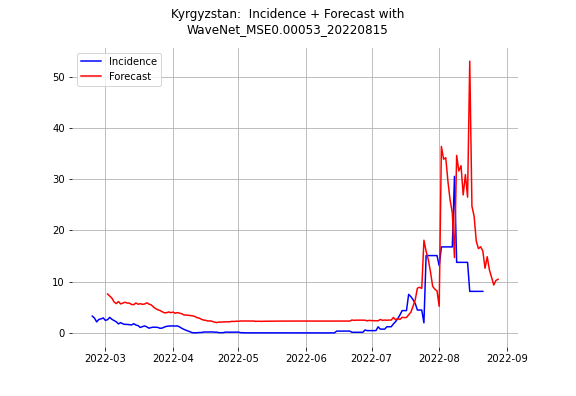 Kyrgyzstan:  Incidence + Forecast with
WaveNet_MSE0.00053_20220815
Incidence
Forecast
50
40
30
20
10
0
2022-03 2022-04 2022-05 2022-06 2022-07 2022-08 2022-09